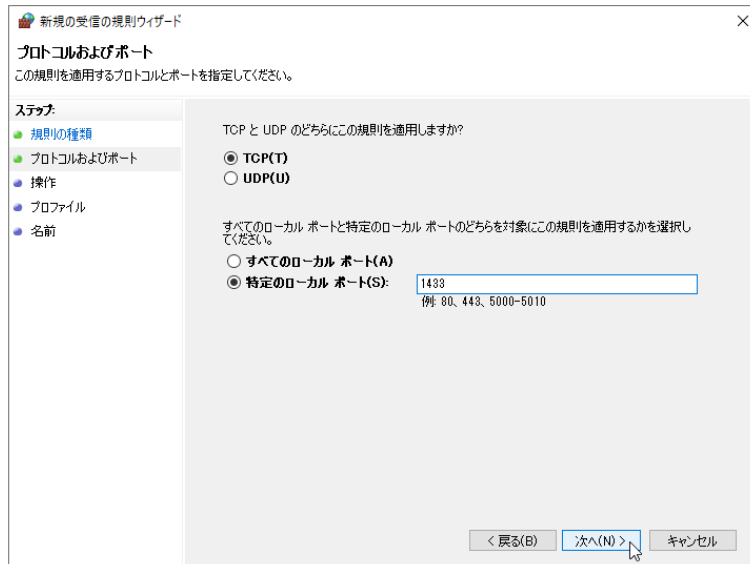 新規の受信の規則ウィザード
プロトコルおよびポート
この規則を適用するプロトコルとポートを指定してください。
ステップ:
規則の種類
プロトコルおよびポート
操作
プロファイル
名前
TCP と UDP のどちらにこの規則を適用しますか?
TCP(T)
UDP(U)
すべてのローカル ポートと特定のローカル ポートのどちらを対象にこの規則を適用するかを選択し
てください。
すべてのローカル ポート(A)
特定のローカル ポート(S):
1433
例: 80、443、5000-5010
< 戻る(B)
次へ(N) >
キャンセル